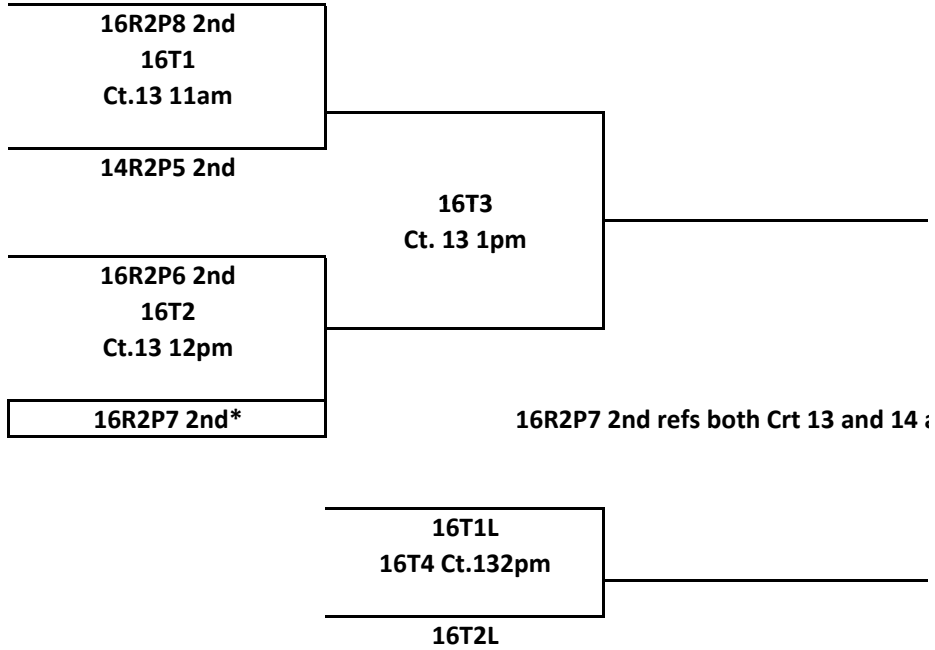 16R2P8 2nd
16T1
Ct.13 11am
14R2P5 2nd
16T3
Ct. 13 1pm
16R2P6 2nd
16T2
Ct.13 12pm
16R2P7 2nd*
16R2P7 2nd refs both Crt 13 and 14
16T1L
16T4 Ct.132pm
16T2L